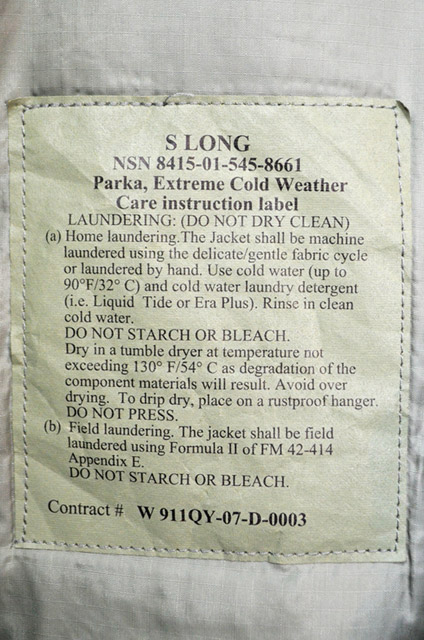 S LONG
NSN 8415-01-545-8661
Parka, Extreme Cold Weather
Care instruction label
LAUNDERING: (DO NOT DRY CLEAN)
(a) Home laundering.The Jacket shall be machine
laundered using the delicate/gentle fabric cycle
or laundered by hand. Use cold water (up to
90°F/32° C) and cold water laundry detergent
(i.e. Liquid Tide or Era Plus). Rinse in clean
cold water.
DO NOT STARCH OR BLEACH.
Dry in a tumble dryer at temperature not
exceeding 130° F/54° C as degradation of the
component materials will result. Avoid over
drying. To drip dry, place on a rustproof hanger.
DO NOT PRESS.
(b) Field laundering. The jacket shall be field
laundered using Formula II of FM 42-414
Appendix E.
DO NOT STARCH OR BLEACH.
Contract # W 911QY-07-D-0003